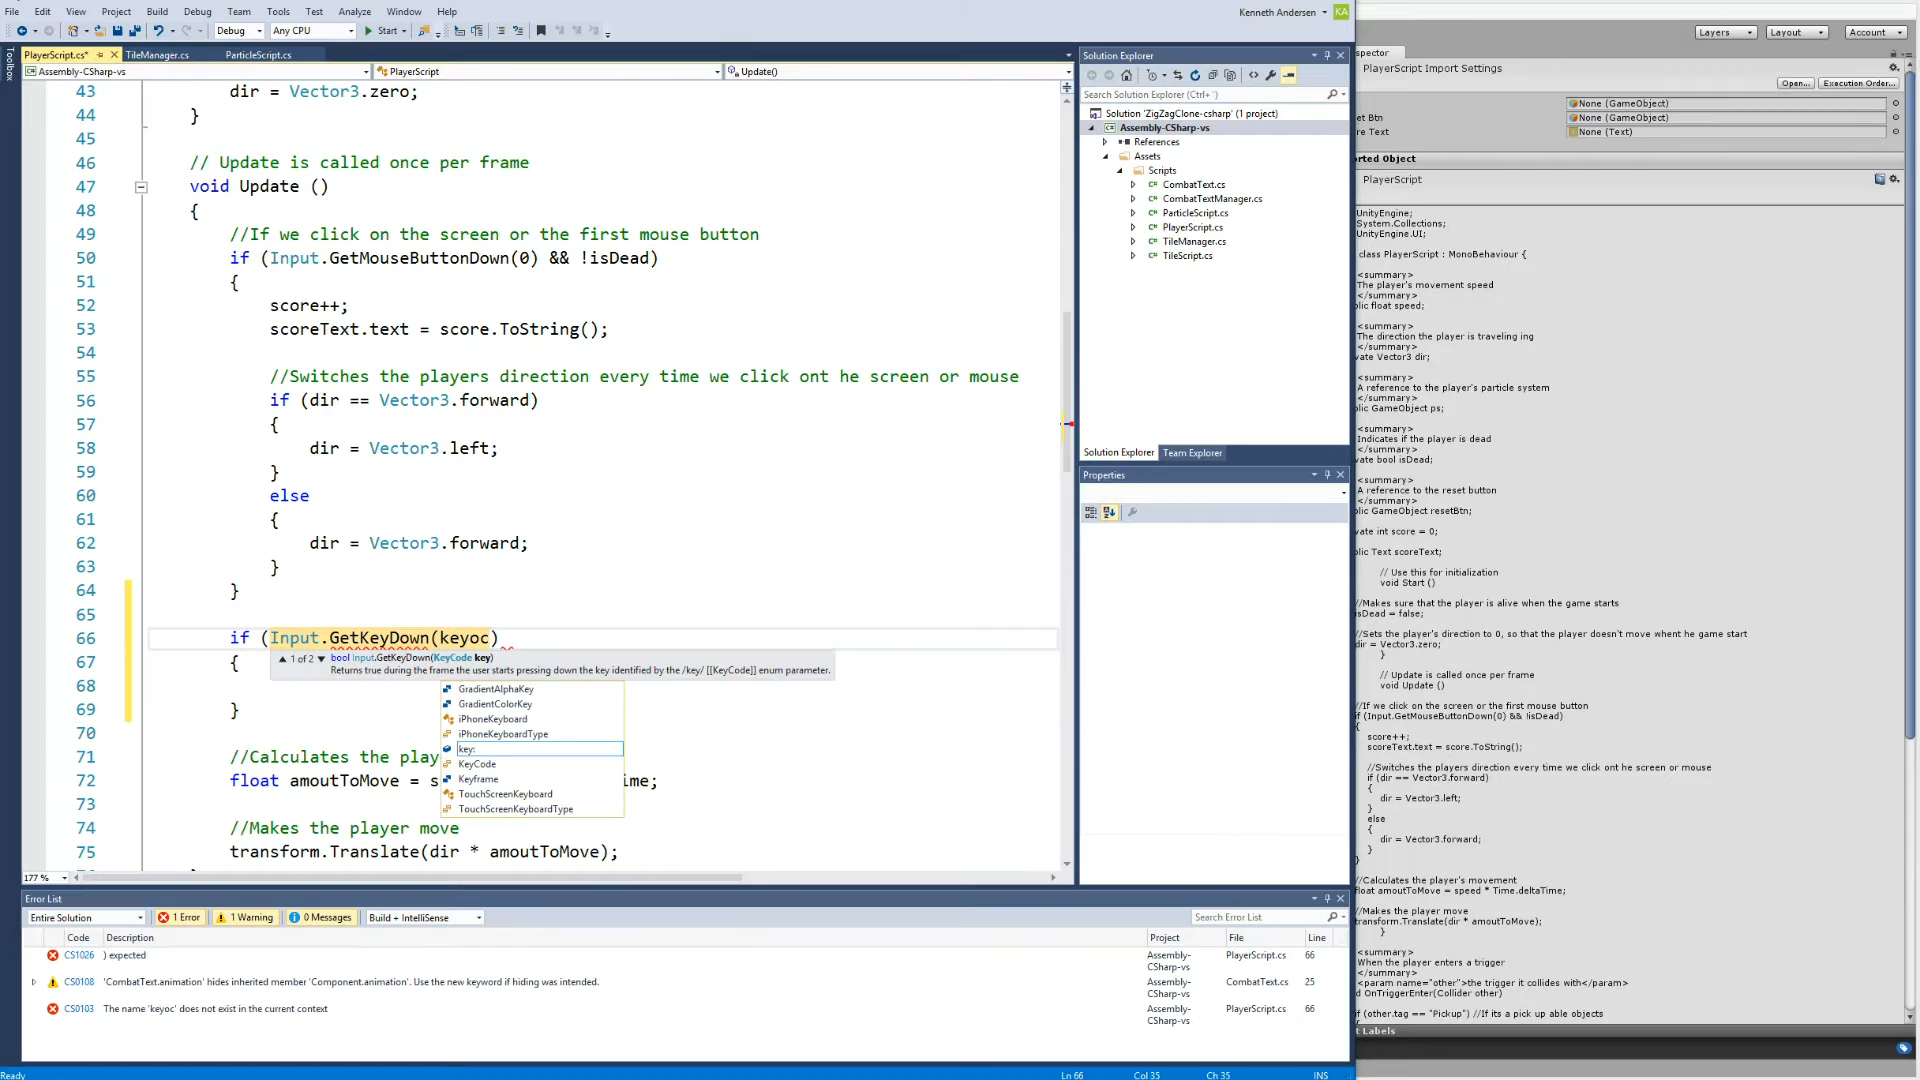 File Edit View Project Build Debug Team Tools Test Analyze Window Help
Kenneth Andersen KA
Debug Any CPU Start
Toolbox
PlayerScript.cs* TileManager.cs ParticleScript.cs
Assembly-CSharp-vs PlayerScript Update()
43 dir = Vector3.zero;
44 }
45
46 // Update is called once per frame
47 void Update ()
48 {
49 //If we click on the screen or the first mouse button
50 if (Input.GetMouseButtonDown(0) && !isDead)
51 {
52 score++;
53 scoreText.text = score.ToString();
54
55 //Switches the players direction every time we click ont he screen or mouse
56 if (dir == Vector3.forward)
57 {
58 dir = Vector3.left;
59 }
60 else
61 {
62 dir = Vector3.forward;
63 }
64 }
65
66 if (Input.GetKeyDown(keyoc)
67 {
1 of 2 bool Input.GetKeyDown(KeyCode key)
Returns true during the frame the user starts pressing down the key identified by the /key/ [[KeyCode]] enum parameter.
68
69 }
GradientAlphaKey
GradientColorKey
iPhoneKeyboard
iPhoneKeyboardType
key:
KeyCode
Keyframe
TouchScreenKeyboard
TouchScreenKeyboardType
70
71 //Calculates the play
72 float amoutToMove = s ime;
73
74 //Makes the player move
75 transform.Translate(dir * amoutToMove);
177 %
Solution Explorer
Search Solution Explorer (Ctrl+¨)
Solution 'ZigZagClone-csharp' (1 project)
Assembly-CSharp-vs
References
Assets
Scripts
CombatText.cs
CombatTextManager.cs
ParticleScript.cs
PlayerScript.cs
TileManager.cs
TileScript.cs
Solution Explorer Team Explorer
Properties
Error List
Entire Solution 1 Error 1 Warning 0 Messages Build + IntelliSense Search Error List
Code Description Project File Line
CS1026 ) expected Assembly-CSharp-vs PlayerScript.cs 66
CS0108 'CombatText.animation' hides inherited member 'Component.animation'. Use the new keyword if hiding was intended. Assembly-CSharp-vs CombatText.cs 25
CS0103 The name 'keyoc' does not exist in the current context Assembly-CSharp-vs PlayerScript.cs 66
Ready Ln 66 Col 35 Ch 35 INS
Layers Layout Account
spector
PlayerScript Import Settings
Open... Execution Order...
None (GameObject)
et Btn None (GameObject)
re Text None (Text)
orted Object
PlayerScript
UnityEngine;
System.Collections;
UnityEngine.UI;
class PlayerScript : MonoBehaviour {
<summary>
The player's movement speed
</summary>
lic float speed;
<summary>
The direction the player is traveling ing
</summary>
vate Vector3 dir;
<summary>
A reference to the player's particle system
</summary>
lic GameObject ps;
<summary>
Indicates if the player is dead
</summary>
vate bool isDead;
<summary>
A reference to the reset button
</summary>
lic GameObject resetBtn;
vate int score = 0;
lic Text scoreText;
// Use this for initialization
void Start ()
//Makes sure that the player is alive when the game starts
isDead = false;
//Sets the player's direction to 0, so that the player doesn't move whent he game start
dir = Vector3.zero;
}
// Update is called once per frame
void Update ()
//If we click on the screen or the first mouse button
if (Input.GetMouseButtonDown(0) && !isDead)
{
score++;
scoreText.text = score.ToString();
//Switches the players direction every time we click ont he screen or mouse
if (dir == Vector3.forward)
{
dir = Vector3.left;
}
else
{
dir = Vector3.forward;
}
}
//Calculates the player's movement
float amoutToMove = speed * Time.deltaTime;
//Makes the player move
transform.Translate(dir * amoutToMove);
}
<summary>
When the player enters a trigger
</summary>
<param name="other">the trigger it collides with</param>
d OnTriggerEnter(Collider other)
if (other.tag == "Pickup") //If its a pick up able objects
t Labels